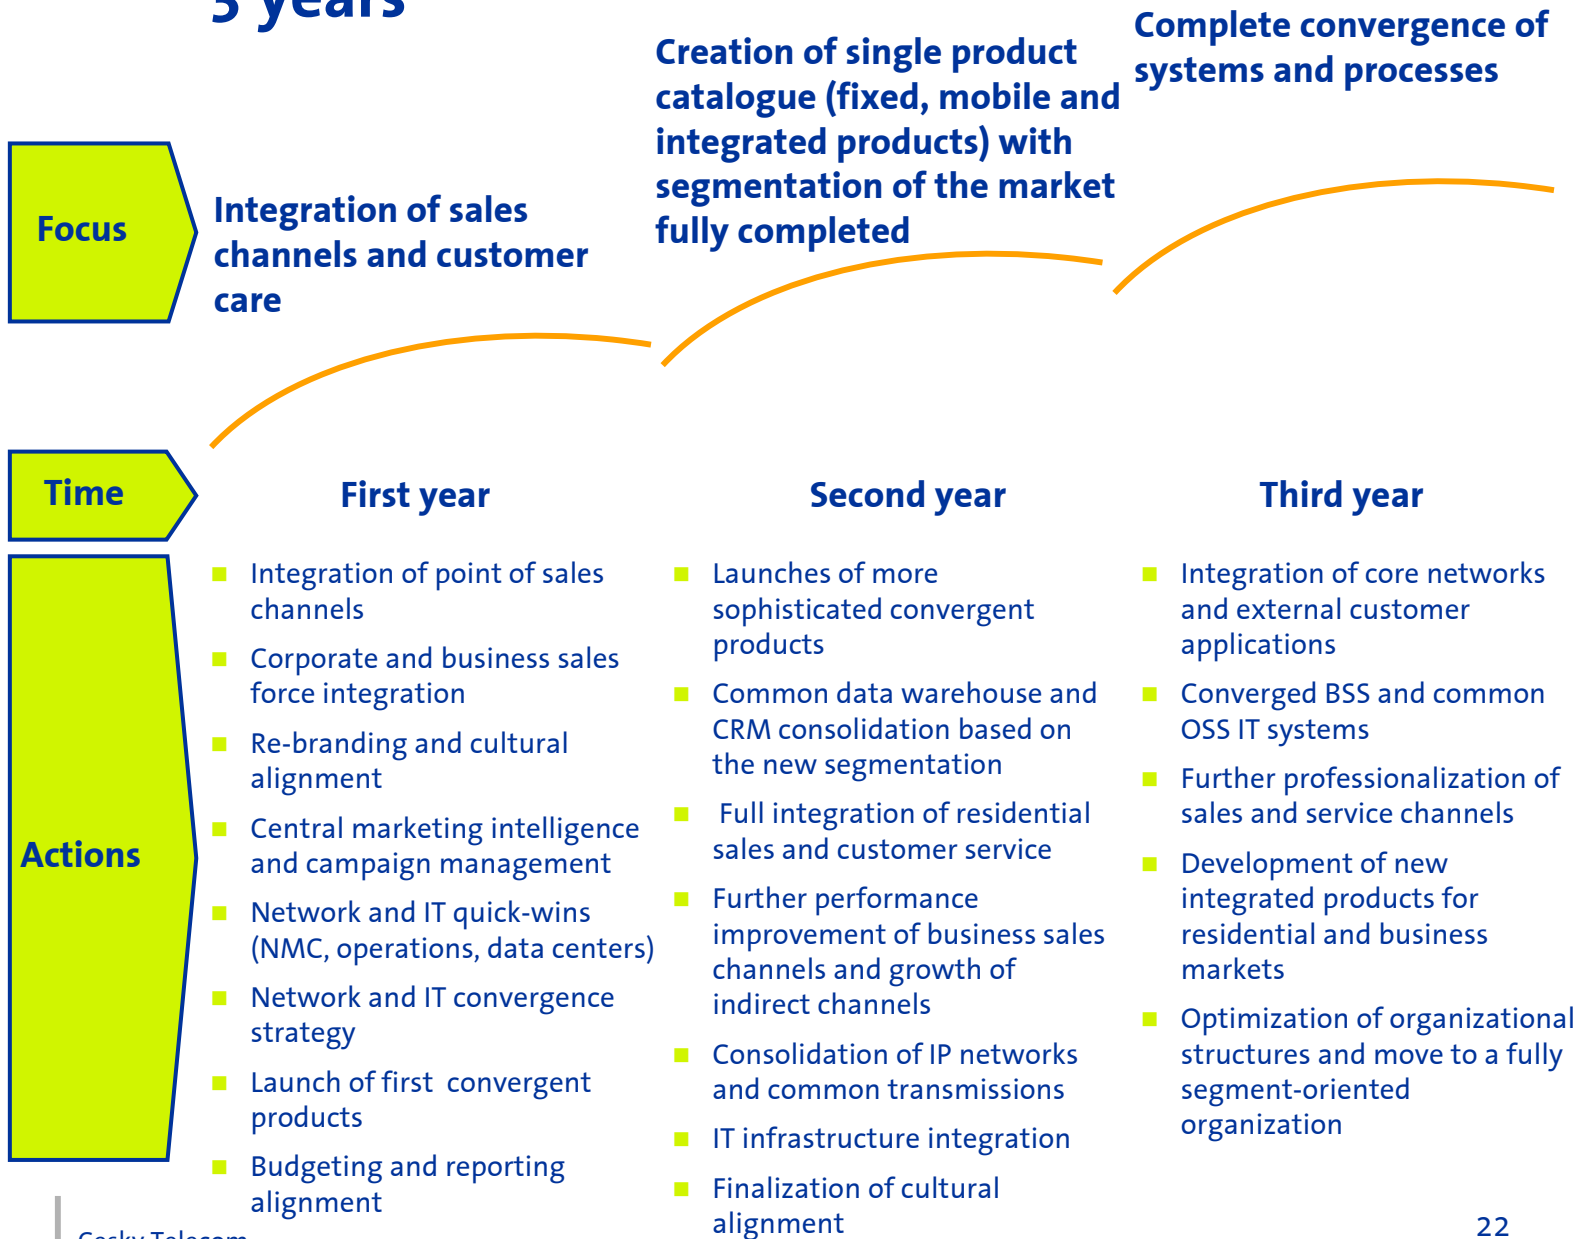 3 years
Complete convergence of
systems and processes
Creation of single product
catalogue (fixed, mobile and
integrated products) with
segmentation of the market
fully completed
Focus
Integration of sales
channels and customer
care
Time
First year
Second year
Third year
Actions
Integration of point of sales
channels
Corporate and business sales
force integration
Re-branding and cultural
alignment
Central marketing intelligence
and campaign management
Network and IT quick-wins
(NMC, operations, data centers)
Network and IT convergence
strategy
Launch of first convergent
products
Budgeting and reporting
alignment
Launches of more
sophisticated convergent
products
Common data warehouse and
CRM consolidation based on
the new segmentation
Full integration of residential
sales and customer service
Further performance
improvement of business sales
channels and growth of
indirect channels
Consolidation of IP networks
and common transmissions
IT infrastructure integration
Finalization of cultural
alignment
Integration of core networks
and external customer
applications
Converged BSS and common
OSS IT systems
Further professionalization of
sales and service channels
Development of new
integrated products for
residential and business
markets
Optimization of organizational
structures and move to a fully
segment-oriented
organization
Cesky Telecom
22